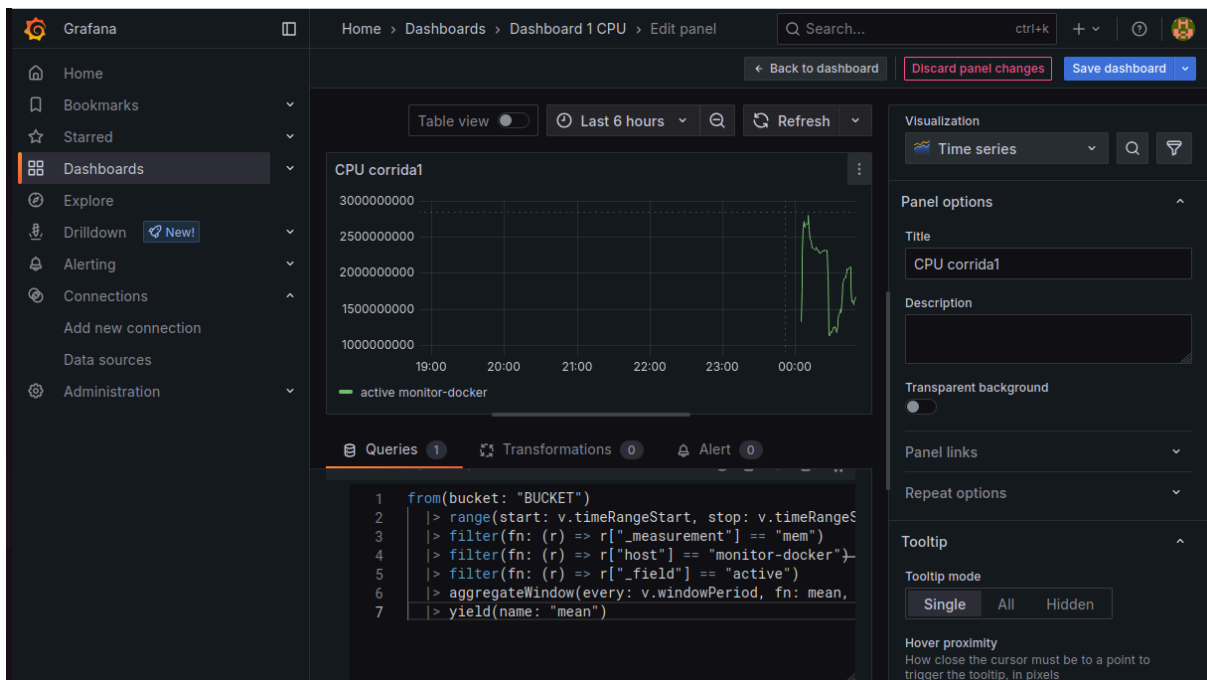 Grafana
Home > Dashboards > Dashboard 1 CPU > Edit panel
Search...
ctrl+k
Back to dashboard
Discard panel changes
Save dashboard
Home
Bookmarks
Starred
Dashboards
Explore
Drilldown
New!
Alerting
Connections
Add new connection
Data sources
Administration
Table view
Last 6 hours
Refresh
CPU corrida1
3000000000
2500000000
2000000000
1500000000
1000000000
19:00 20:00 21:00 22:00 23:00 00:00
active monitor-docker
Queries 1
Transformations 0
Alert 0
1 from(bucket: "BUCKET")
2 |> range(start: v.timeRangeStart, stop: v.timeRangeS
3 |> filter(fn: (r) => r["_measurement"] == "mem")
4 |> filter(fn: (r) => r["host"] == "monitor-docker")
5 |> filter(fn: (r) => r["_field"] == "active")
6 |> aggregateWindow(every: v.windowPeriod, fn: mean,
7 |> yield(name: "mean")
Visualization
Time series
Panel options
Title
CPU corrida1
Description
Transparent background
Panel links
Repeat options
Tooltip
Tooltip mode
Single All Hidden
Hover proximity
How close the cursor must be to a point to
trigger the tooltip, in pixels